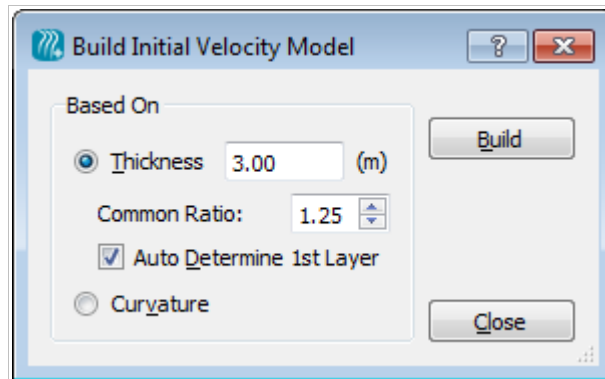 Build Initial Velocity Model
Based On
Thickness 3.00 (m)
Build
Common Ratio: 1.25
Auto Determine 1st Layer
Curvature
Close